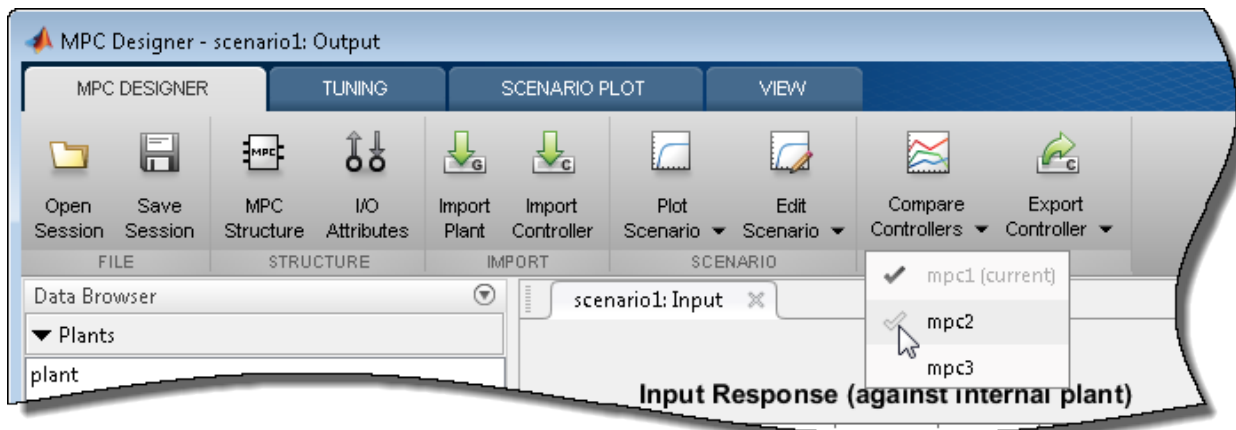 MPC Designer - scenario1: Output
MPC DESIGNER TUNING SCENARIO PLOT VIEW
MPC G C C
Open Session Save Session MPC Structure I/O Attributes Import Plant Import Controller Plot Scenario Edit Scenario Compare Controllers Export Controller
FILE STRUCTURE IMPORT SCENARIO
mpc1 (current)
mpc2
mpc3
Data Browser
Plants
plant
scenario1: Input
Input Response (against internal plant)